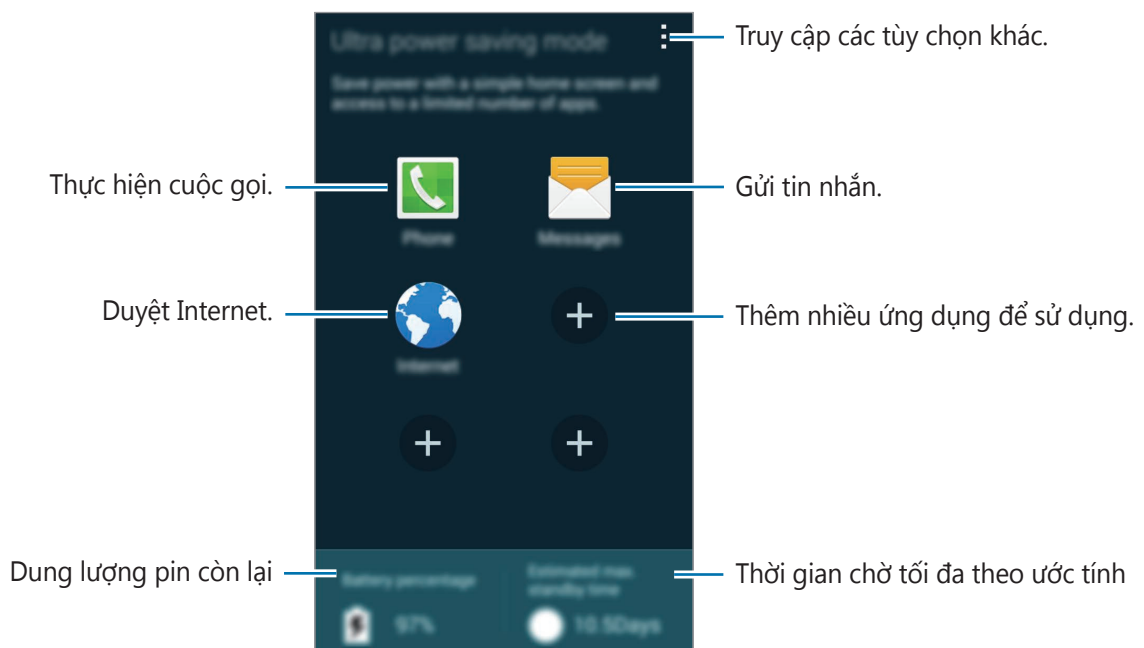 Ultra power saving mode
Truy cập các tùy chọn khác.
Save power with a simple home screen and
access to a limited number of apps.
Thực hiện cuộc gọi.
Gửi tin nhắn.
Phone
Messages
Duyệt Internet.
Thêm nhiều ứng dụng để sử dụng.
Internet
Dung lượng pin còn lại
Thời gian chờ tối đa theo ước tính
Battery percentage
Estimated max.
standby time
97%
10.5Days